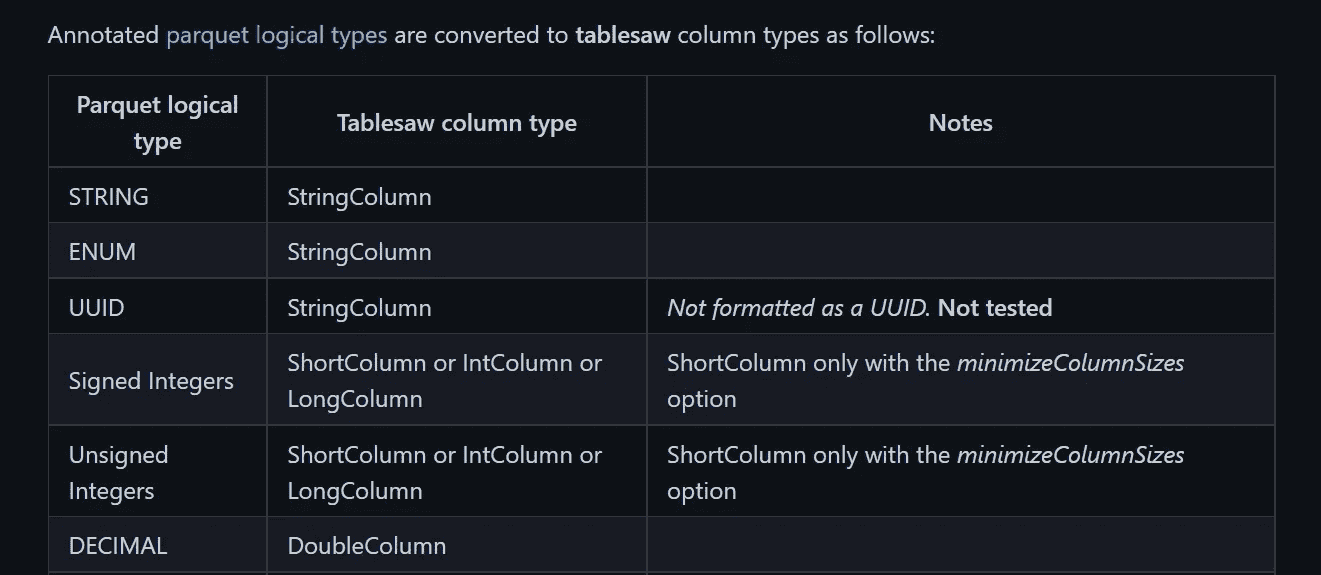 Annotated parquet logical types are converted to tablesaw column types as follows:
Parquet logical
type
Tablesaw column type
Notes
STRING
StringColumn
ENUM
StringColumn
UUID
StringColumn
Not formatted as a UUID. Not tested
Signed Integers
ShortColumn or IntColumn or
LongColumn
ShortColumn only with the minimizeColumnSizes
option
Unsigned
Integers
ShortColumn or IntColumn or
LongColumn
ShortColumn only with the minimizeColumnSizes
option
DECIMAL
DoubleColumn